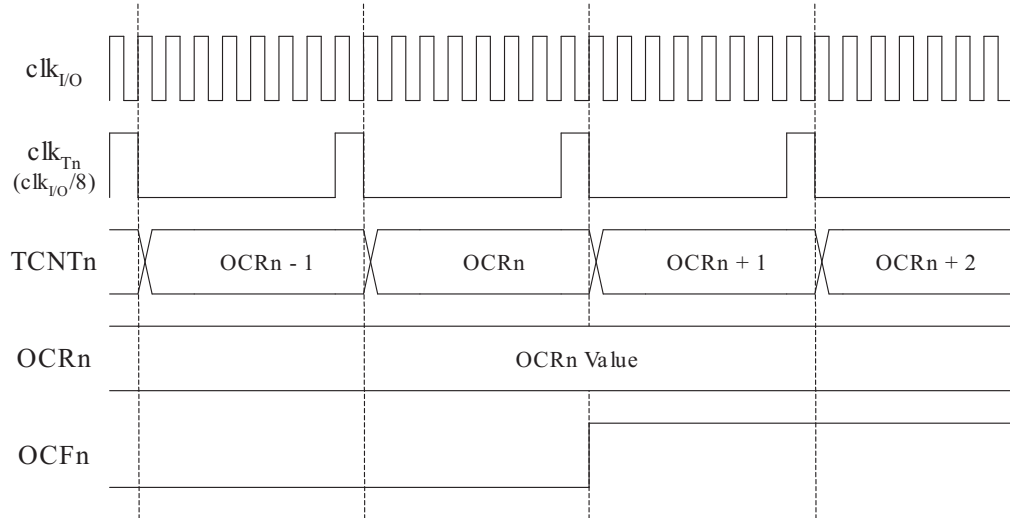 clkI/O
clkTn
(clkI/O/8)
TCNTn
OCRn - 1
OCRn
OCRn + 1
OCRn + 2
OCRn
OCRn Value
OCFn